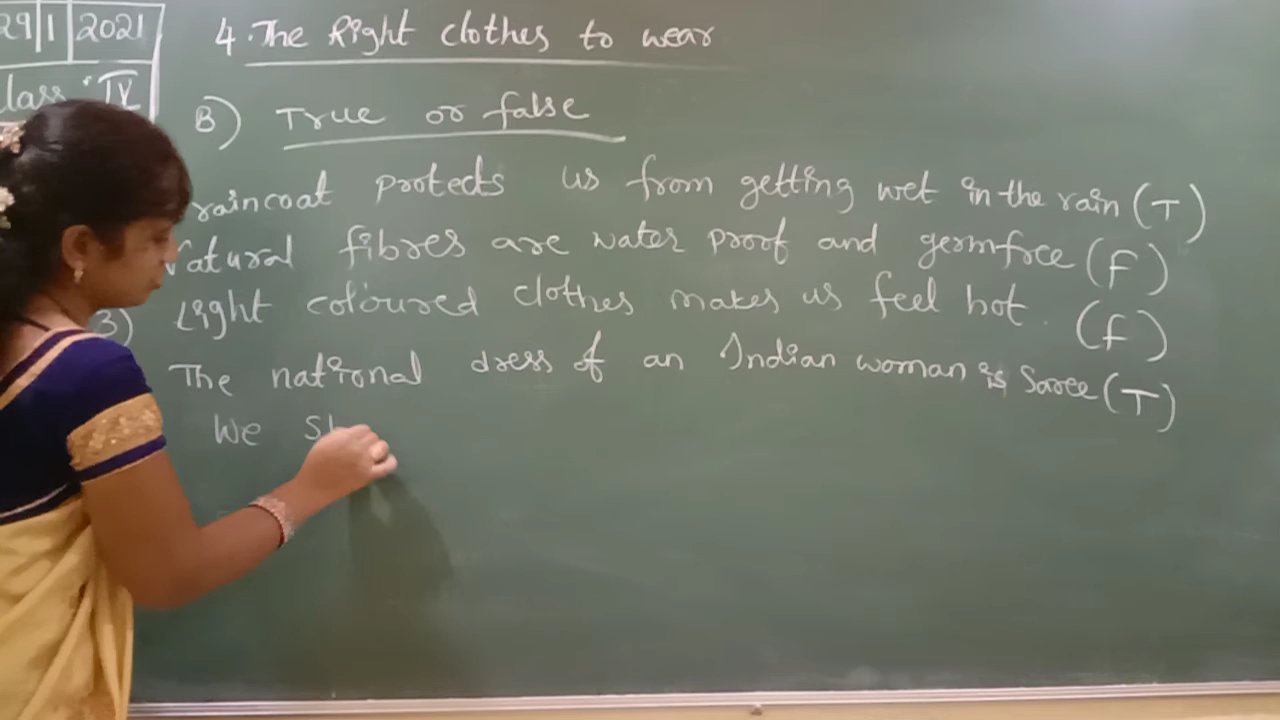 29/1 2021
4. The Right clothes to wear
Class IV
B) True or false
raincoat protects us from getting wet in the rain (T)
Natural fibres are water proof and germfree (F)
3) Light coloured clothes makes us feel hot. (F)
The national dress of an Indian woman is Saree (T)
We